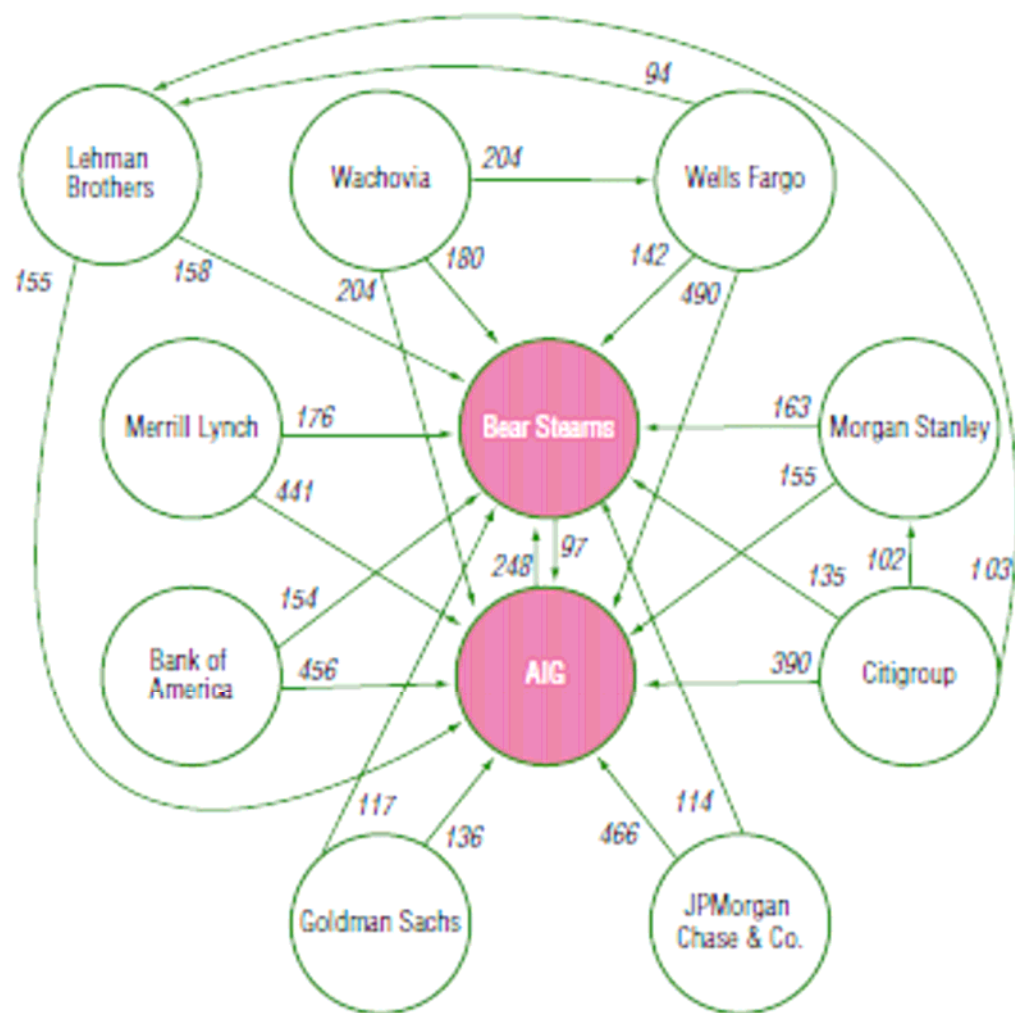 94
Lehman
Brothers
Wachovia
204
Wells Fargo
155
158
204
180
142
490
Merrill Lynch
176
Bear Stearns
163
Morgan Stanley
441
155
248
97
154
135
102
103
Bank of
America
456
AIG
390
Citigroup
117
136
466
114
Goldman Sachs
JPMorgan
Chase & Co.